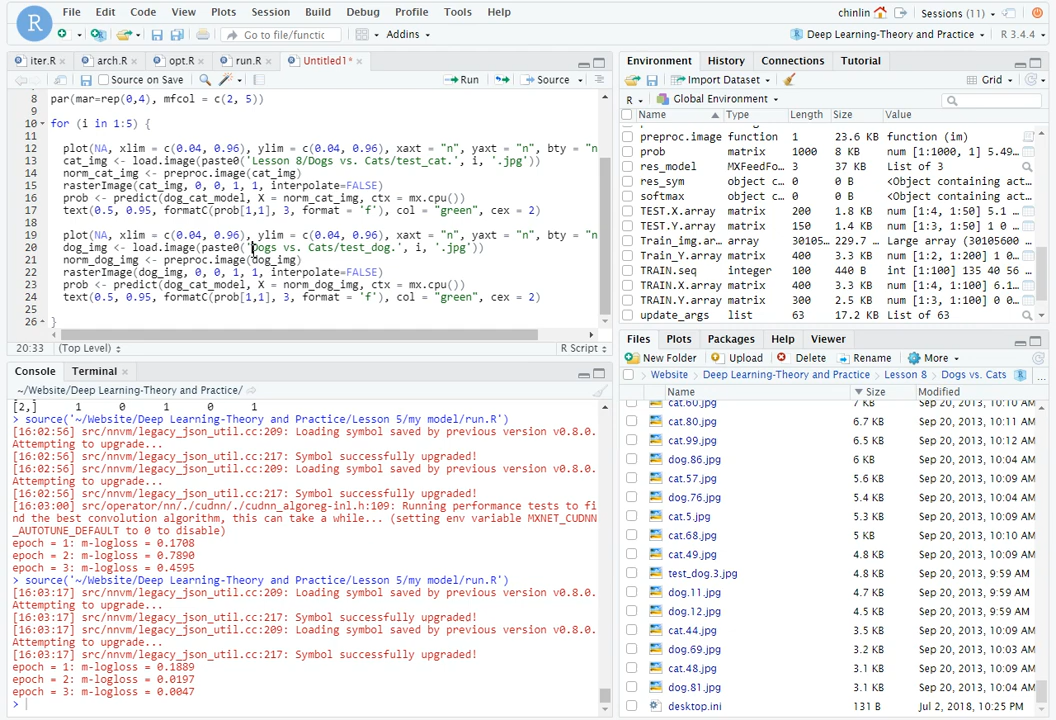 File Edit Code View Plots Session Build Debug Profile Tools Help
chinlin Sessions (11)
R
Go to file/functic Addins
Deep Learning-Theory and Practice
R 3.4.4
iter.R × arch.R × opt.R × run.R × Untitled1* ×
Source on Save Run Source
8 par(mar=rep(0,4), mfcol = c(2, 5))
9
10 for (i in 1:5) {
11
12 plot(NA, xlim = c(0.04, 0.96), ylim = c(0.04, 0.96), xaxt = "n", yaxt = "n", bty = "n
13 cat_img <- load.image(paste0('Lesson 8/Dogs vs. Cats/test_cat.', i, '.jpg'))
14 norm_cat_img <- preproc.image(cat_img)
15 rasterImage(cat_img, 0, 0, 1, 1, interpolate=FALSE)
16 prob <- predict(dog_cat_model, X = norm_cat_img, ctx = mx.cpu())
17 text(0.5, 0.95, formatC(prob[1,1], 3, format = 'f'), col = "green", cex = 2)
18
19 plot(NA, xlim = c(0.04, 0.96), ylim = c(0.04, 0.96), xaxt = "n", yaxt = "n", bty = "n
20 dog_img <- load.image(paste0('Dogs vs. Cats/test_dog.', i, '.jpg'))
21 norm_dog_img <- preproc.image(dog_img)
22 rasterImage(dog_img, 0, 0, 1, 1, interpolate=FALSE)
23 prob <- predict(dog_cat_model, X = norm_dog_img, ctx = mx.cpu())
24 text(0.5, 0.95, formatC(prob[1,1], 3, format = 'f'), col = "green", cex = 2)
25
26 }
20:33 (Top Level) R Script
Console Terminal ×
~/Website/Deep Learning-Theory and Practice/
[2,] 1 0 1 0 1
> source('~/Website/Deep Learning-Theory and Practice/Lesson 5/my model/run.R')
[16:02:56] src/nnvm/legacy_json_util.cc:209: Loading symbol saved by previous version v0.8.0.
Attempting to upgrade...
[16:02:56] src/nnvm/legacy_json_util.cc:217: Symbol successfully upgraded!
[16:02:56] src/nnvm/legacy_json_util.cc:209: Loading symbol saved by previous version v0.8.0.
Attempting to upgrade...
[16:02:56] src/nnvm/legacy_json_util.cc:217: Symbol successfully upgraded!
[16:03:00] src/operator/nn/./cudnn/./cudnn_algoreg-inl.h:109: Running performance tests to fi
nd the best convolution algorithm, this can take a while... (setting env variable MXNET_CUDNN
_AUTOTUNE_DEFAULT to 0 to disable)
epoch = 1: m-logloss = 0.1708
epoch = 2: m-logloss = 0.7890
epoch = 3: m-logloss = 0.4595
> source('~/Website/Deep Learning-Theory and Practice/Lesson 5/my model/run.R')
[16:03:17] src/nnvm/legacy_json_util.cc:209: Loading symbol saved by previous version v0.8.0.
Attempting to upgrade...
[16:03:17] src/nnvm/legacy_json_util.cc:217: Symbol successfully upgraded!
[16:03:17] src/nnvm/legacy_json_util.cc:209: Loading symbol saved by previous version v0.8.0.
Attempting to upgrade...
[16:03:17] src/nnvm/legacy_json_util.cc:217: Symbol successfully upgraded!
epoch = 1: m-logloss = 0.1889
epoch = 2: m-logloss = 0.0197
epoch = 3: m-logloss = 0.0047
>
Environment History Connections Tutorial
Import Dataset Grid
R Global Environment
Name Type Length Size Value
preproc.image function 1 23.6 KB function (im)
prob matrix 1000 8 KB num [1:1000, 1] 5.49…
res_model MXFeedFo… 3 37 KB List of 3
res_sym object c… 0 0 B <Object containing act…
softmax object c… 0 0 B <Object containing act…
TEST.X.array matrix 200 1.8 KB num [1:4, 1:50] 5.1 …
TEST.Y.array matrix 150 1.4 KB num [1:3, 1:50] 1 0 …
Train_img.ar… array 30105… 229.7 … Large array (30105600 …
Train_Y.array matrix 400 3.3 KB num [1:2, 1:200] 1 0…
TRAIN.seq integer 100 440 B int [1:100] 135 40 56 …
TRAIN.X.array matrix 400 3.3 KB num [1:4, 1:100] 6.1…
TRAIN.Y.array matrix 300 2.5 KB num [1:3, 1:100] 0 0…
update_args list 63 17.2 KB List of 63
Files Plots Packages Help Viewer
New Folder Upload Delete Rename More
Website Deep Learning-Theory and Practice Lesson 8 Dogs vs. Cats …
Name Size Modified
cat.60.jpg 7 KB Sep 20, 2013, 10:10 AM
cat.80.jpg 6.7 KB Sep 20, 2013, 10:11 AM
cat.99.jpg 6.5 KB Sep 20, 2013, 10:12 AM
dog.86.jpg 6 KB Sep 20, 2013, 10:04 AM
cat.57.jpg 5.6 KB Sep 20, 2013, 10:09 AM
dog.76.jpg 5.4 KB Sep 20, 2013, 10:04 AM
cat.5.jpg 5.3 KB Sep 20, 2013, 10:09 AM
cat.68.jpg 5 KB Sep 20, 2013, 10:10 AM
cat.49.jpg 4.8 KB Sep 20, 2013, 10:09 AM
test_dog.3.jpg 4.8 KB Sep 20, 2013, 9:59 AM
dog.11.jpg 4.7 KB Sep 20, 2013, 9:59 AM
dog.12.jpg 4.5 KB Sep 20, 2013, 9:59 AM
cat.44.jpg 3.5 KB Sep 20, 2013, 10:09 AM
dog.69.jpg 3.2 KB Sep 20, 2013, 10:03 AM
cat.48.jpg 3.1 KB Sep 20, 2013, 10:09 AM
dog.81.jpg 3.1 KB Sep 20, 2013, 10:04 AM
desktop.ini 131 B Jul 2, 2018, 10:25 PM